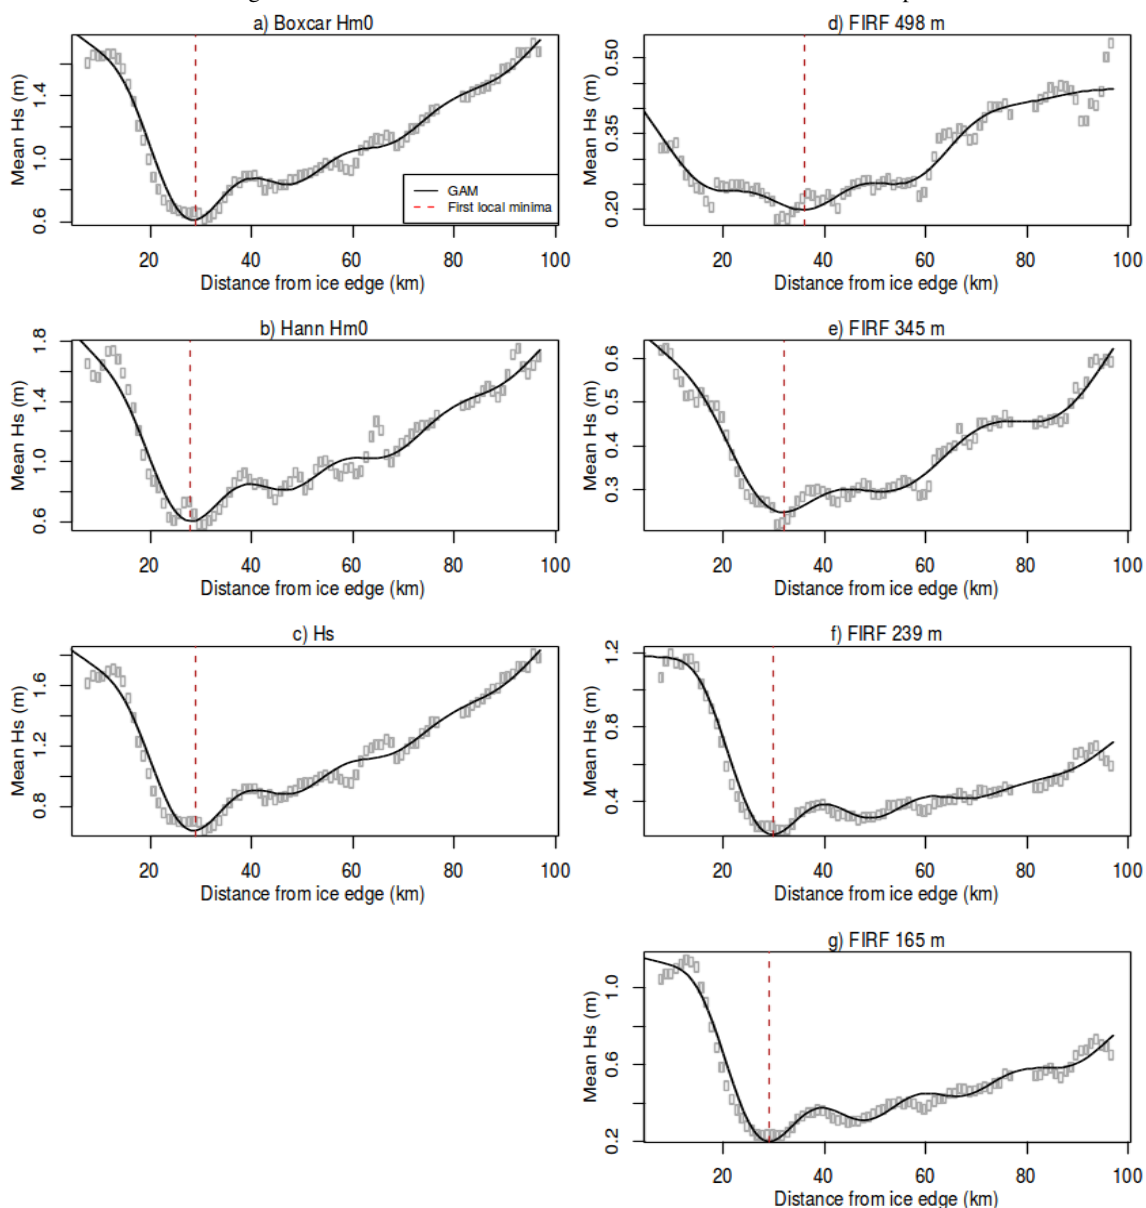 a) Boxcar Hm0
Mean Hs (m)
0.6 1.0 1.4
GAM
First local minima
20 40 60 80 100
Distance from ice edge (km)
b) Hann Hm0
Mean Hs (m)
0.6 1.0 1.4 1.8
20 40 60 80 100
Distance from ice edge (km)
c) Hs
Mean Hs (m)
0.8 1.2 1.6
20 40 60 80 100
Distance from ice edge (km)
d) FIRF 498 m
Mean Hs (m)
0.20 0.35 0.50
20 40 60 80 100
Distance from ice edge (km)
e) FIRF 345 m
Mean Hs (m)
0.3 0.4 0.5 0.6
20 40 60 80 100
Distance from ice edge (km)
f) FIRF 239 m
Mean Hs (m)
0.4 0.8 1.2
20 40 60 80 100
Distance from ice edge (km)
g) FIRF 165 m
Mean Hs (m)
0.2 0.6 1.0
20 40 60 80 100
Distance from ice edge (km)